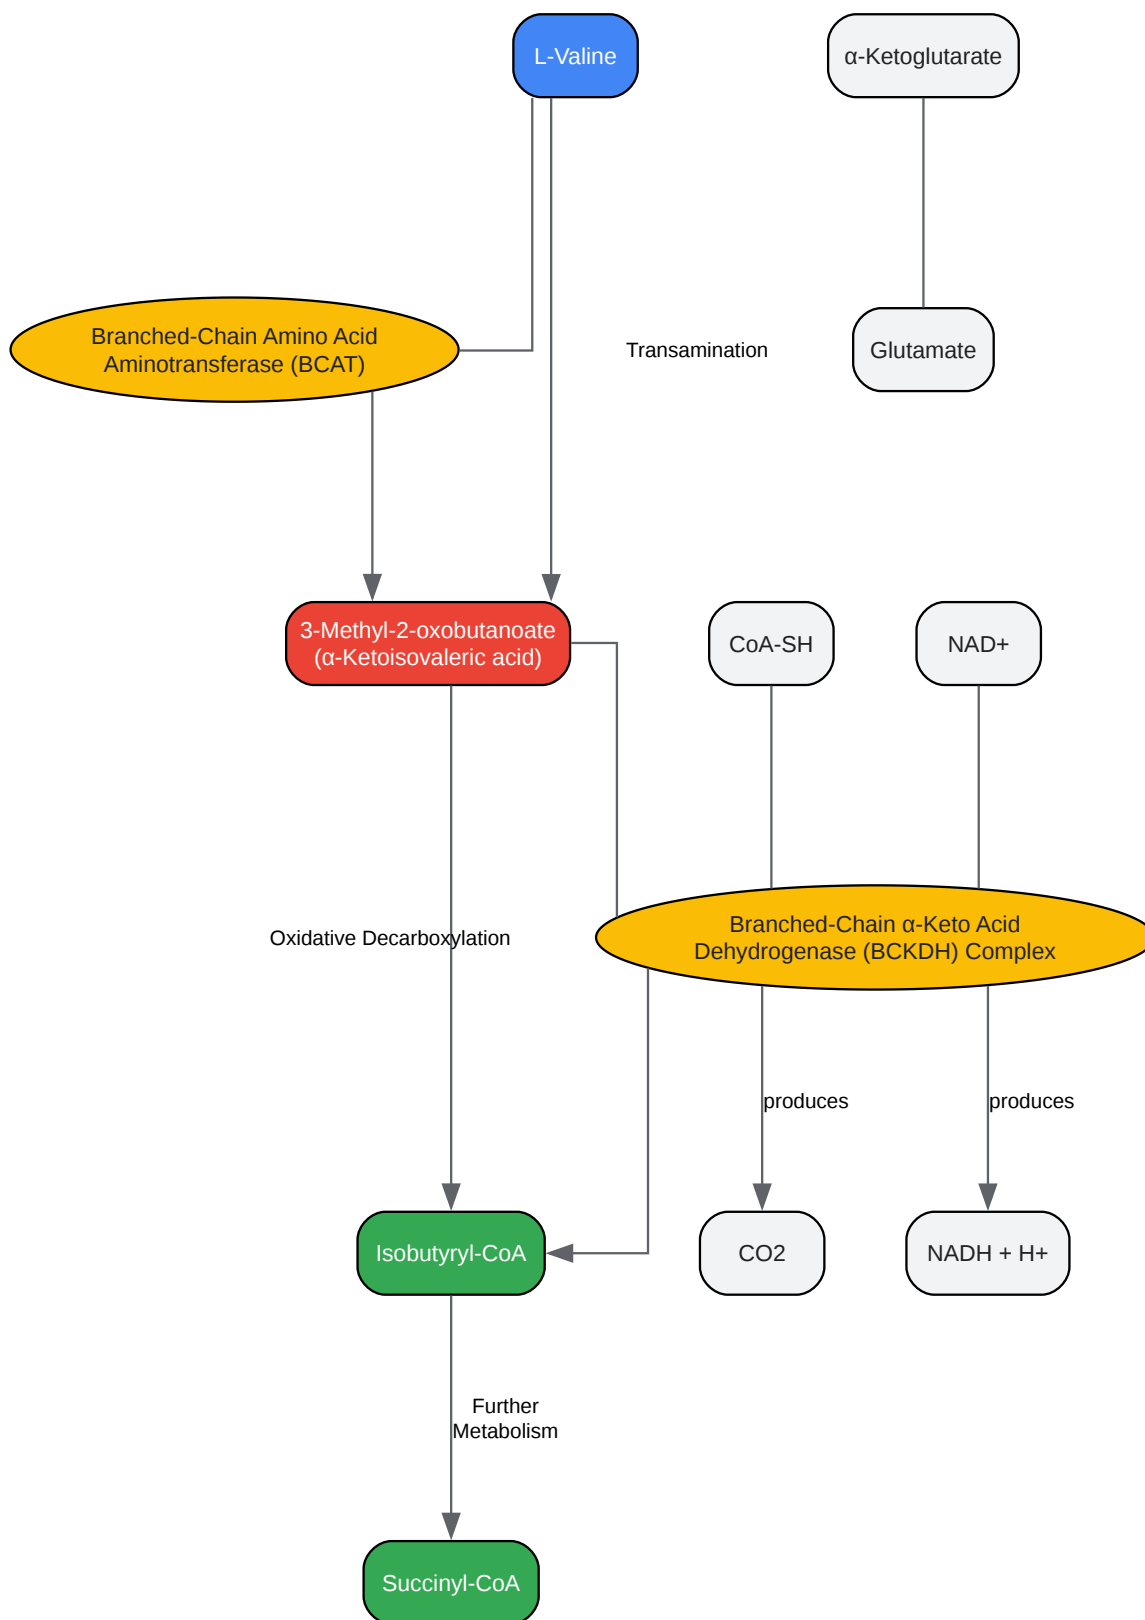 L-Valine
α-Ketoglutarate
Branched-Chain Amino Acid
Aminotransferase (BCAT)
Transamination
Glutamate
3-Methyl-2-oxobutanoate
(α-Ketoisovaleric acid)
CoA-SH
NAD+
Oxidative Decarboxylation
Branched-Chain α-Keto Acid
Dehydrogenase (BCKDH) Complex
produces
produces
Isobutyryl-CoA
CO2
NADH + H+
Further
Metabolism
Succinyl-CoA